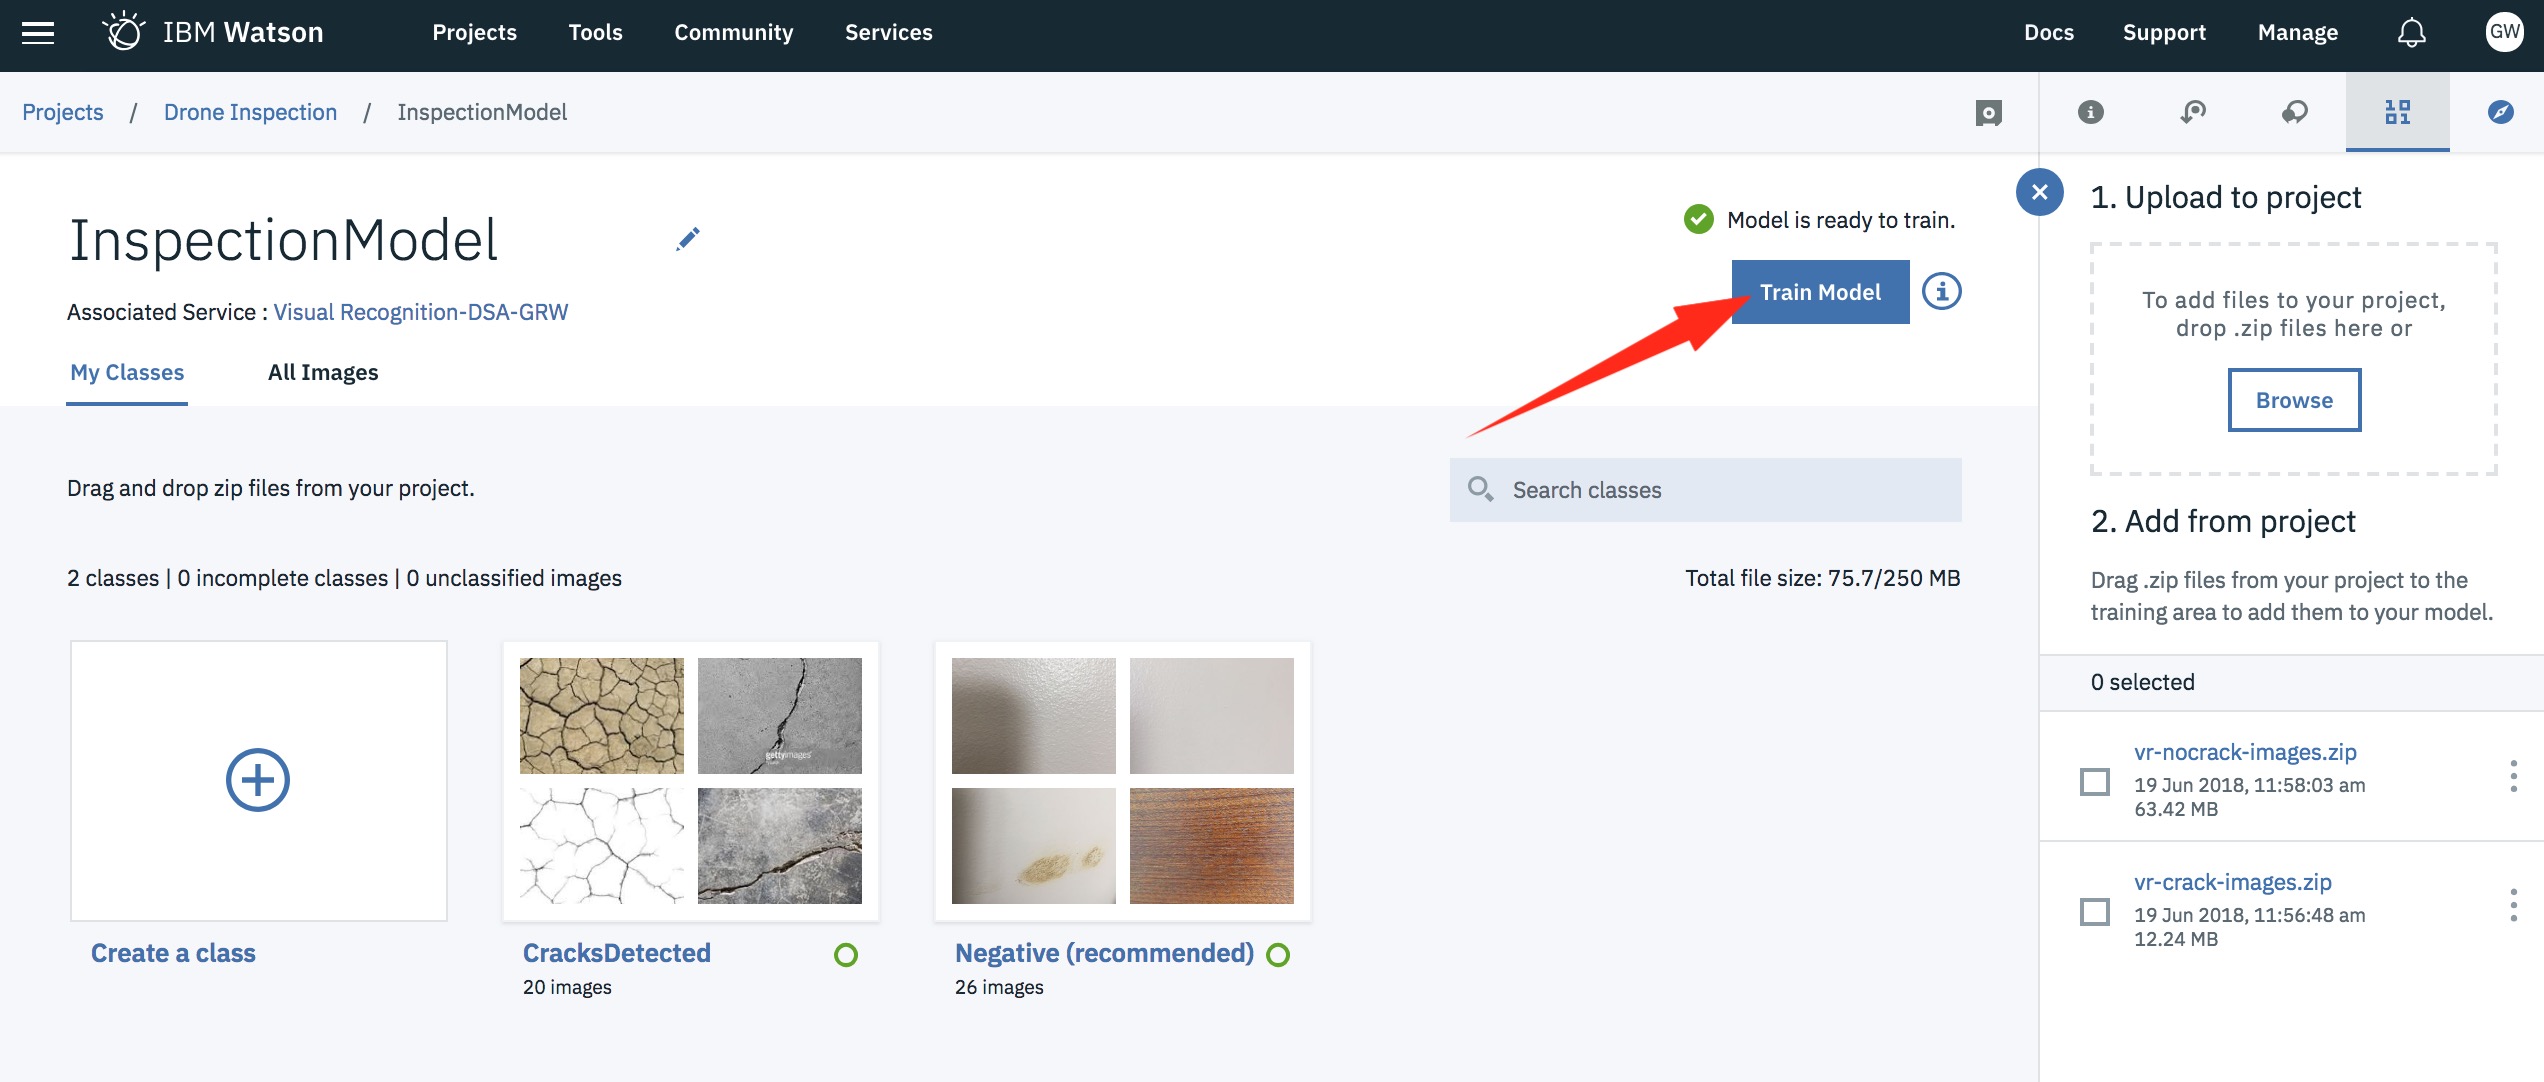 IBM Watson
Projects
Tools
Community
Services
Docs
Support
Manage
GW
Projects / Drone Inspection / InspectionModel
InspectionModel
Model is ready to train.
Train Model
Associated Service : Visual Recognition-DSA-GRW
My Classes
All Images
Drag and drop zip files from your project.
Search classes
2 classes | 0 incomplete classes | 0 unclassified images
Total file size: 75.7/250 MB
gettyimages
Create a class
CracksDetected
20 images
Negative (recommended)
26 images
1. Upload to project
To add files to your project,
drop .zip files here or
Browse
2. Add from project
Drag .zip files from your project to the
training area to add them to your model.
0 selected
vr-nocrack-images.zip
19 Jun 2018, 11:58:03 am
63.42 MB
vr-crack-images.zip
19 Jun 2018, 11:56:48 am
12.24 MB